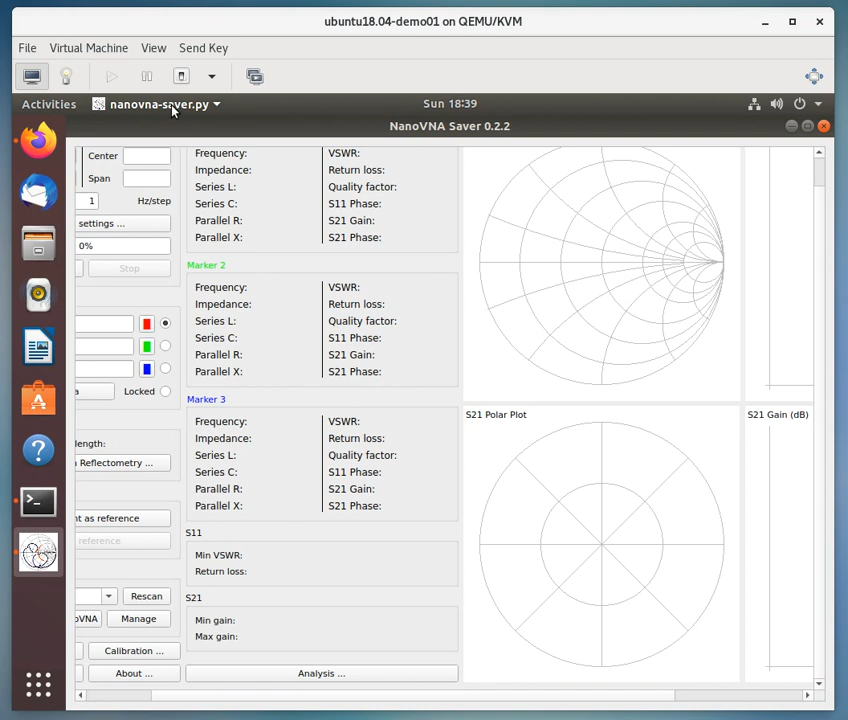 ubuntu18.04-demo01 on QEMU/KVM
File Virtual Machine View Send Key
Activities nanovna-saver.py Sun 18:39
NanoVNA Saver 0.2.2
Center
Span
1 Hz/step
settings ...
0%
Stop
Locked
length:
Reflectometry ...
as reference
reference
Rescan
Manage
Calibration ...
About ...
Frequency: VSWR:
Impedance: Return loss:
Series L: Quality factor:
Series C: S11 Phase:
Parallel R: S21 Gain:
Parallel X: S21 Phase:
Marker 2
Frequency: VSWR:
Impedance: Return loss:
Series L: Quality factor:
Series C: S11 Phase:
Parallel R: S21 Gain:
Parallel X: S21 Phase:
Marker 3
Frequency: VSWR:
Impedance: Return loss:
Series L: Quality factor:
Series C: S11 Phase:
Parallel R: S21 Gain:
Parallel X: S21 Phase:
S11
Min VSWR:
Return loss:
S21
Min gain:
Max gain:
Analysis ...
S21 Polar Plot
S21 Gain (dB)